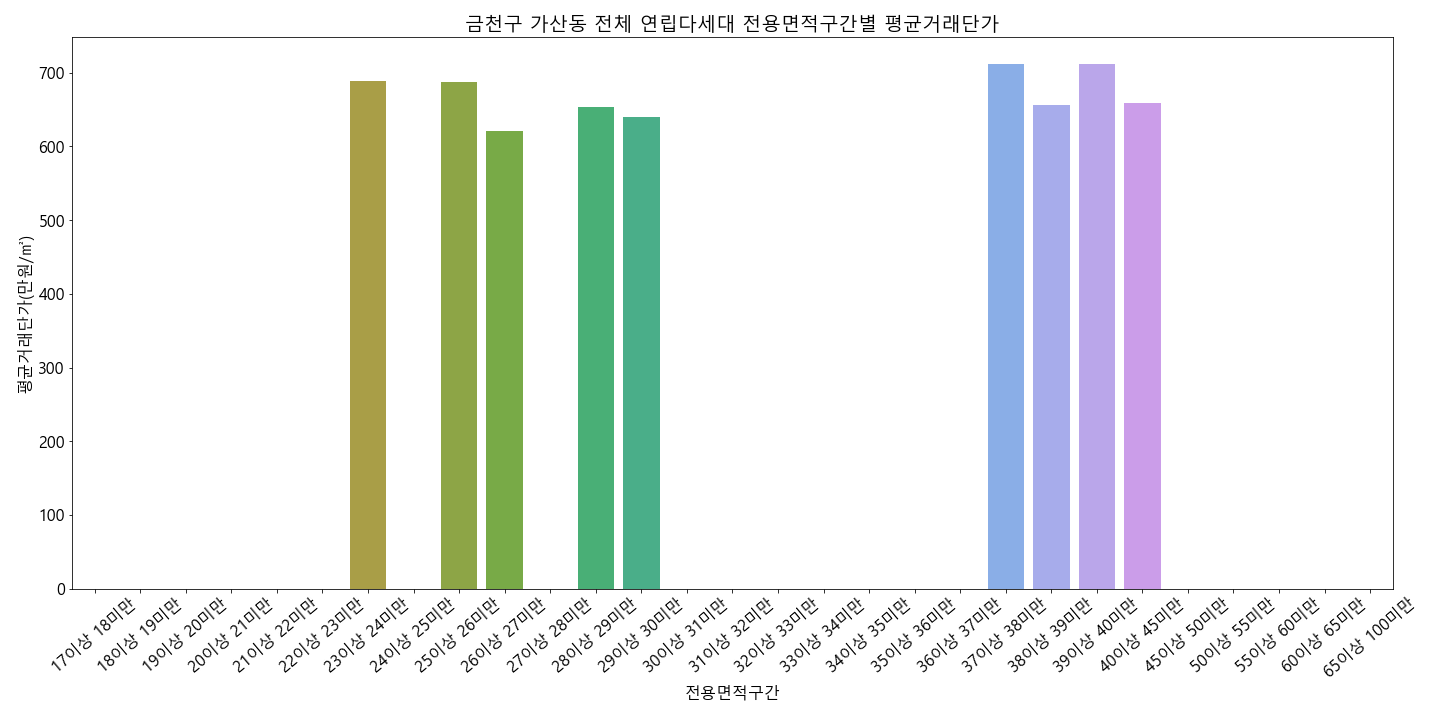 금천구 가산동 전체 연립다세대 전용면적구간별 평균거래단가
평균거래단가(만원/㎡)
700
600
500
400
300
200
100
0
17이상 18미만
18이상 19미만
19이상 20미만
20이상 21미만
21이상 22미만
22이상 23미만
23이상 24미만
24이상 25미만
25이상 26미만
26이상 27미만
27이상 28미만
28이상 29미만
29이상 30미만
30이상 31미만
31이상 32미만
32이상 33미만
33이상 34미만
34이상 35미만
35이상 36미만
36이상 37미만
37이상 38미만
38이상 39미만
39이상 40미만
40이상 45미만
45이상 50미만
50이상 55미만
55이상 60미만
60이상 65미만
65이상 100미만
전용면적구간